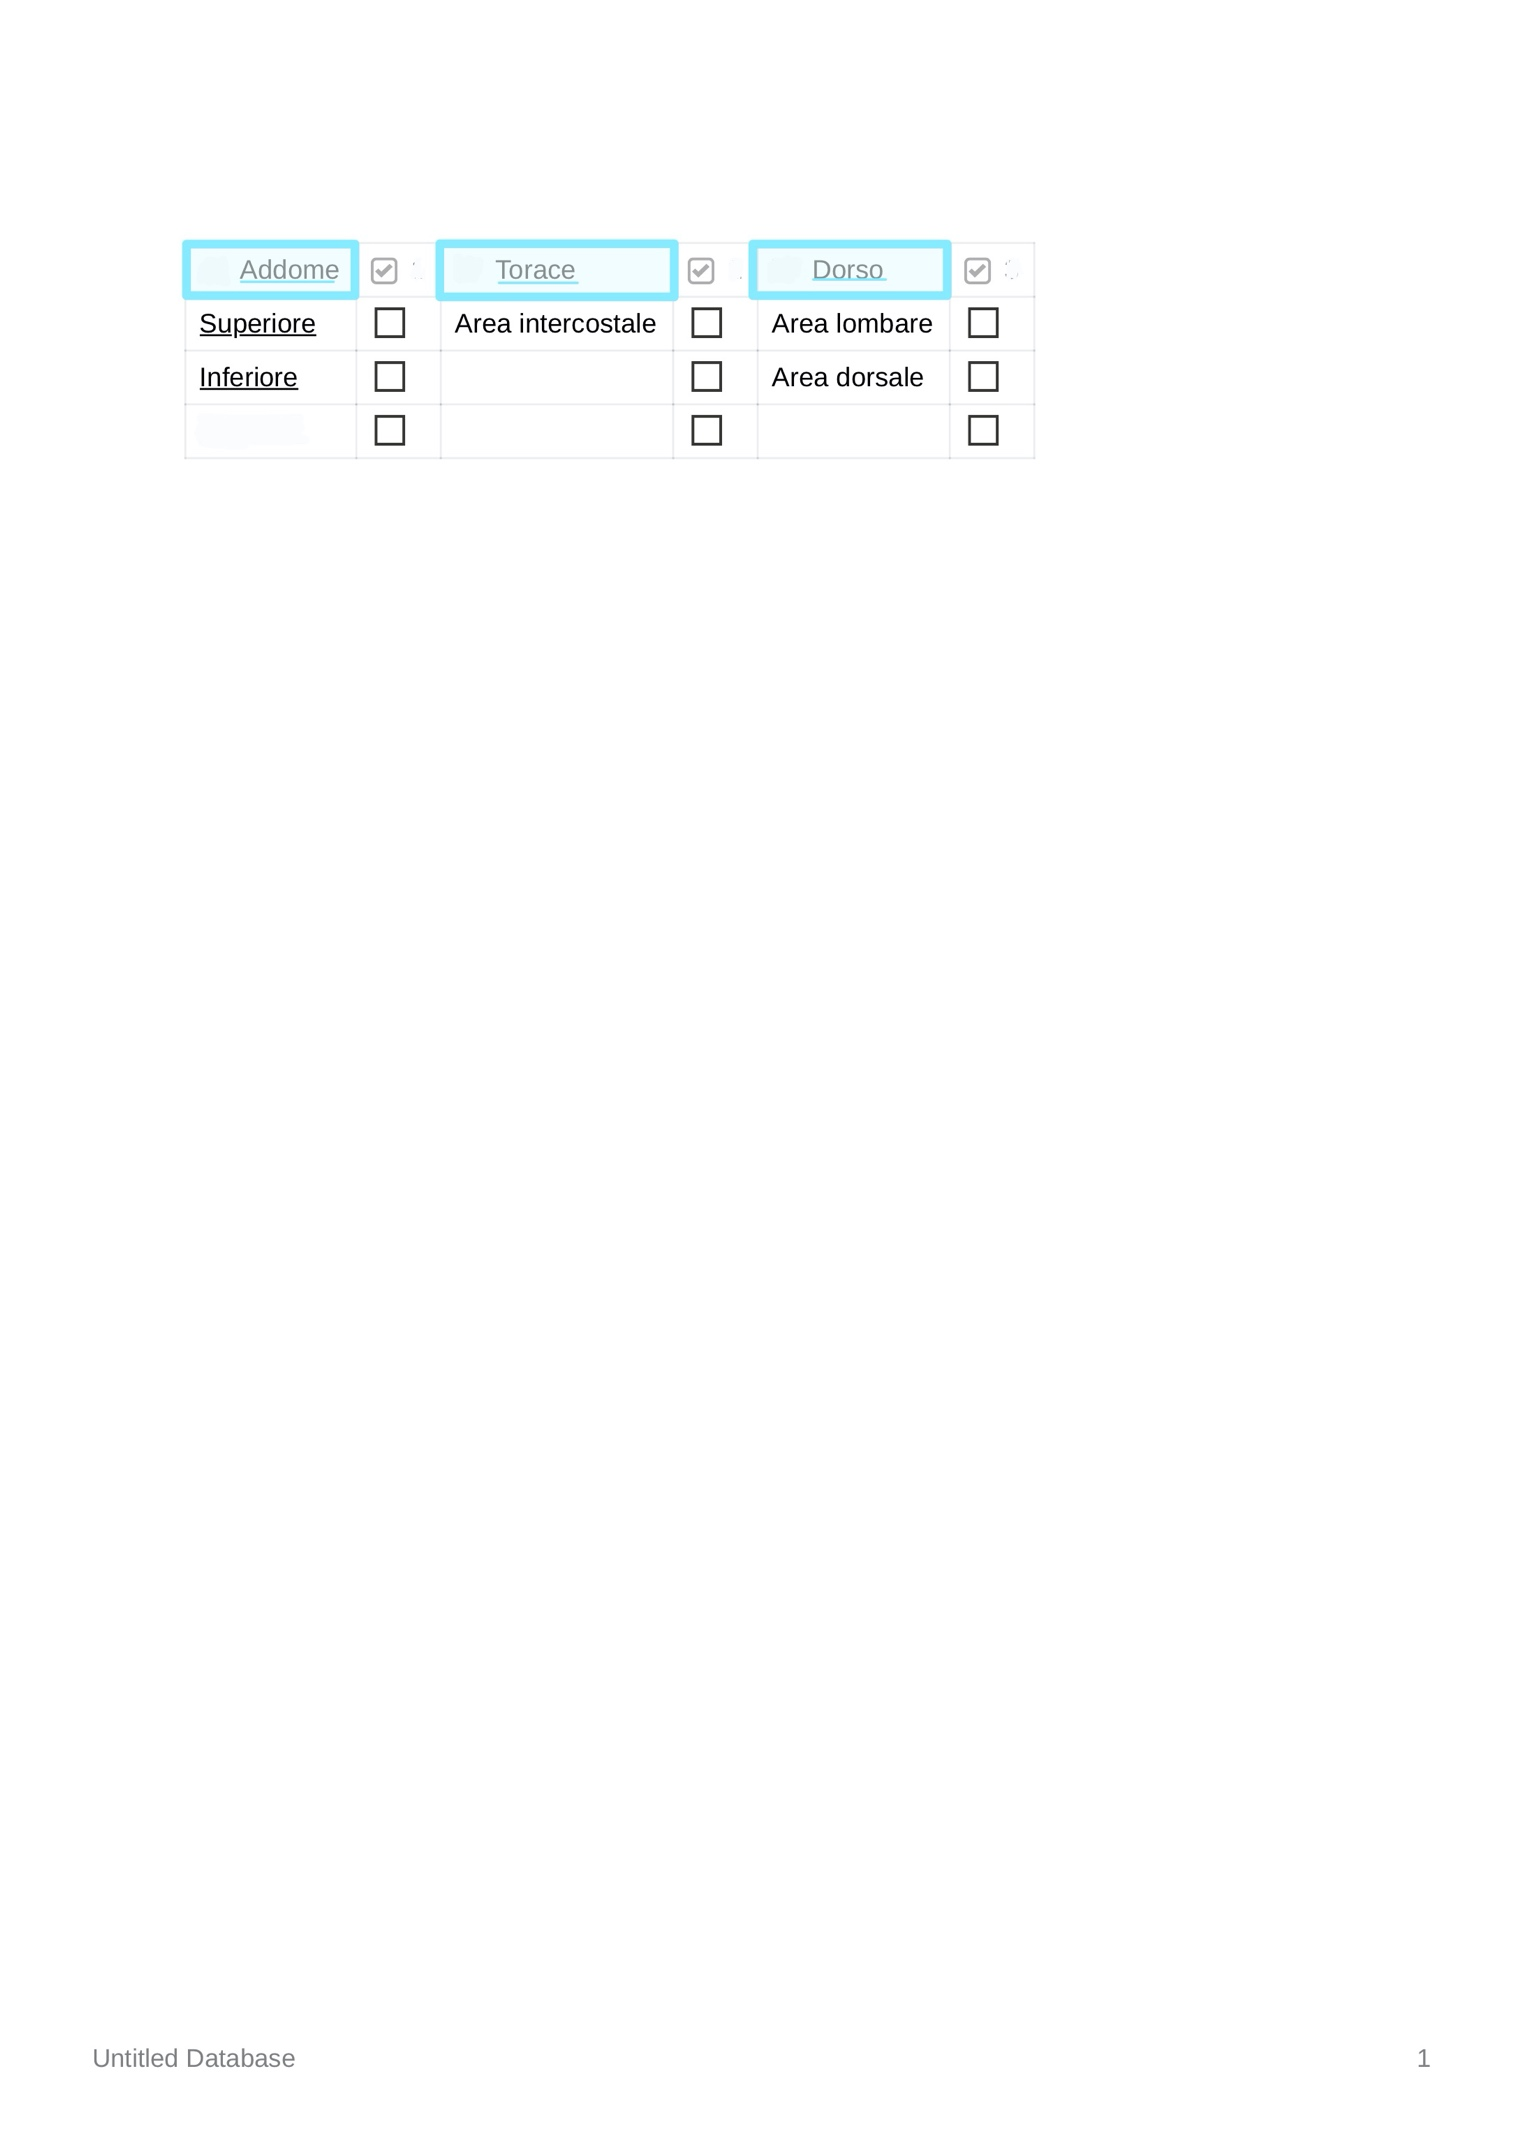 Addome Torace Dorso
Superiore Area intercostale Area lombare
Inferiore Area dorsale
Untitled Database 1